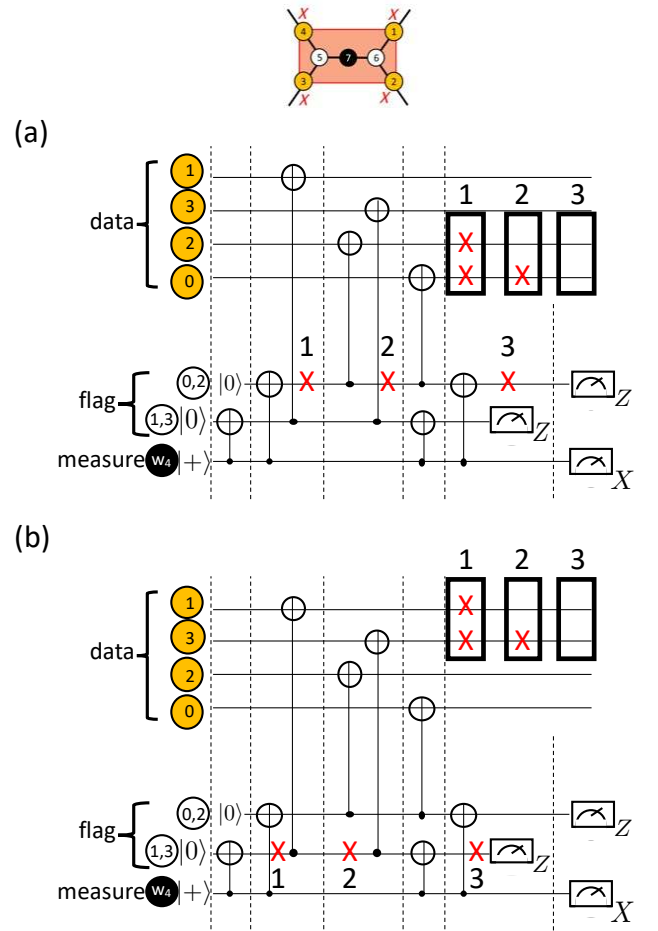 X X
4 1
5 7 6
3 2
X X
(a)
1 2 3
data
1
3
2
0
X
X X
1 2 3
flag
0,2 |0⟩ X X X Z
1,3 |0⟩ Z
measure W₄ |+⟩ X
(b)
1 2 3
data
1
3
2
0
X
X X
flag
0,2 |0⟩ Z
1,3 |0⟩ X X X Z
1 2 3
measure W₄ |+⟩ X